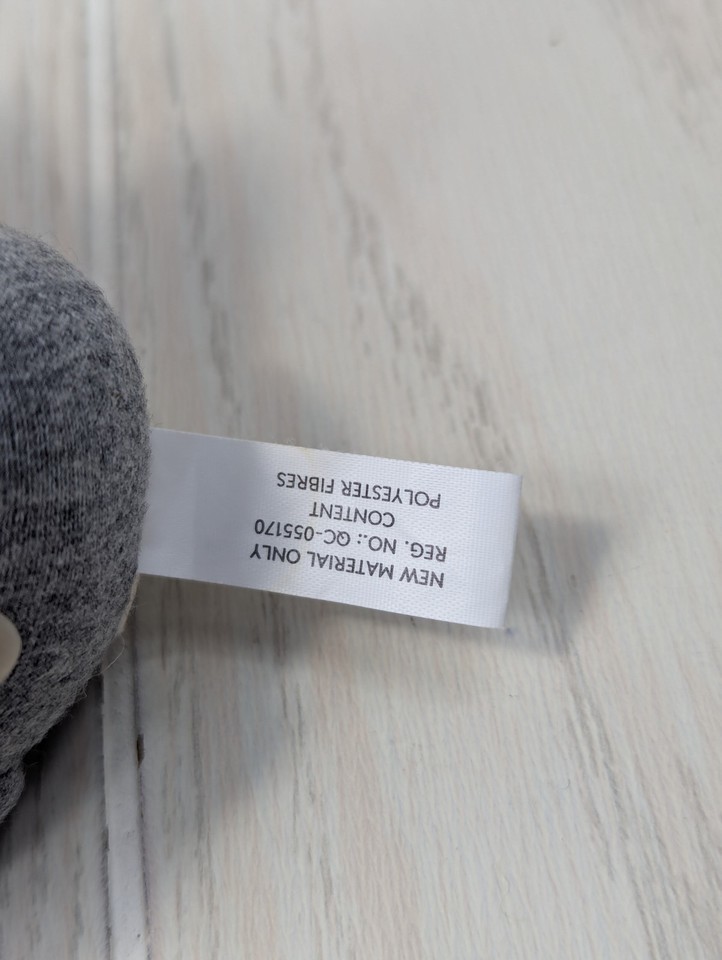 NEW MATERIAL ONLY
REG. NO.: QC-055170
CONTENT
POLYESTER FIBRES